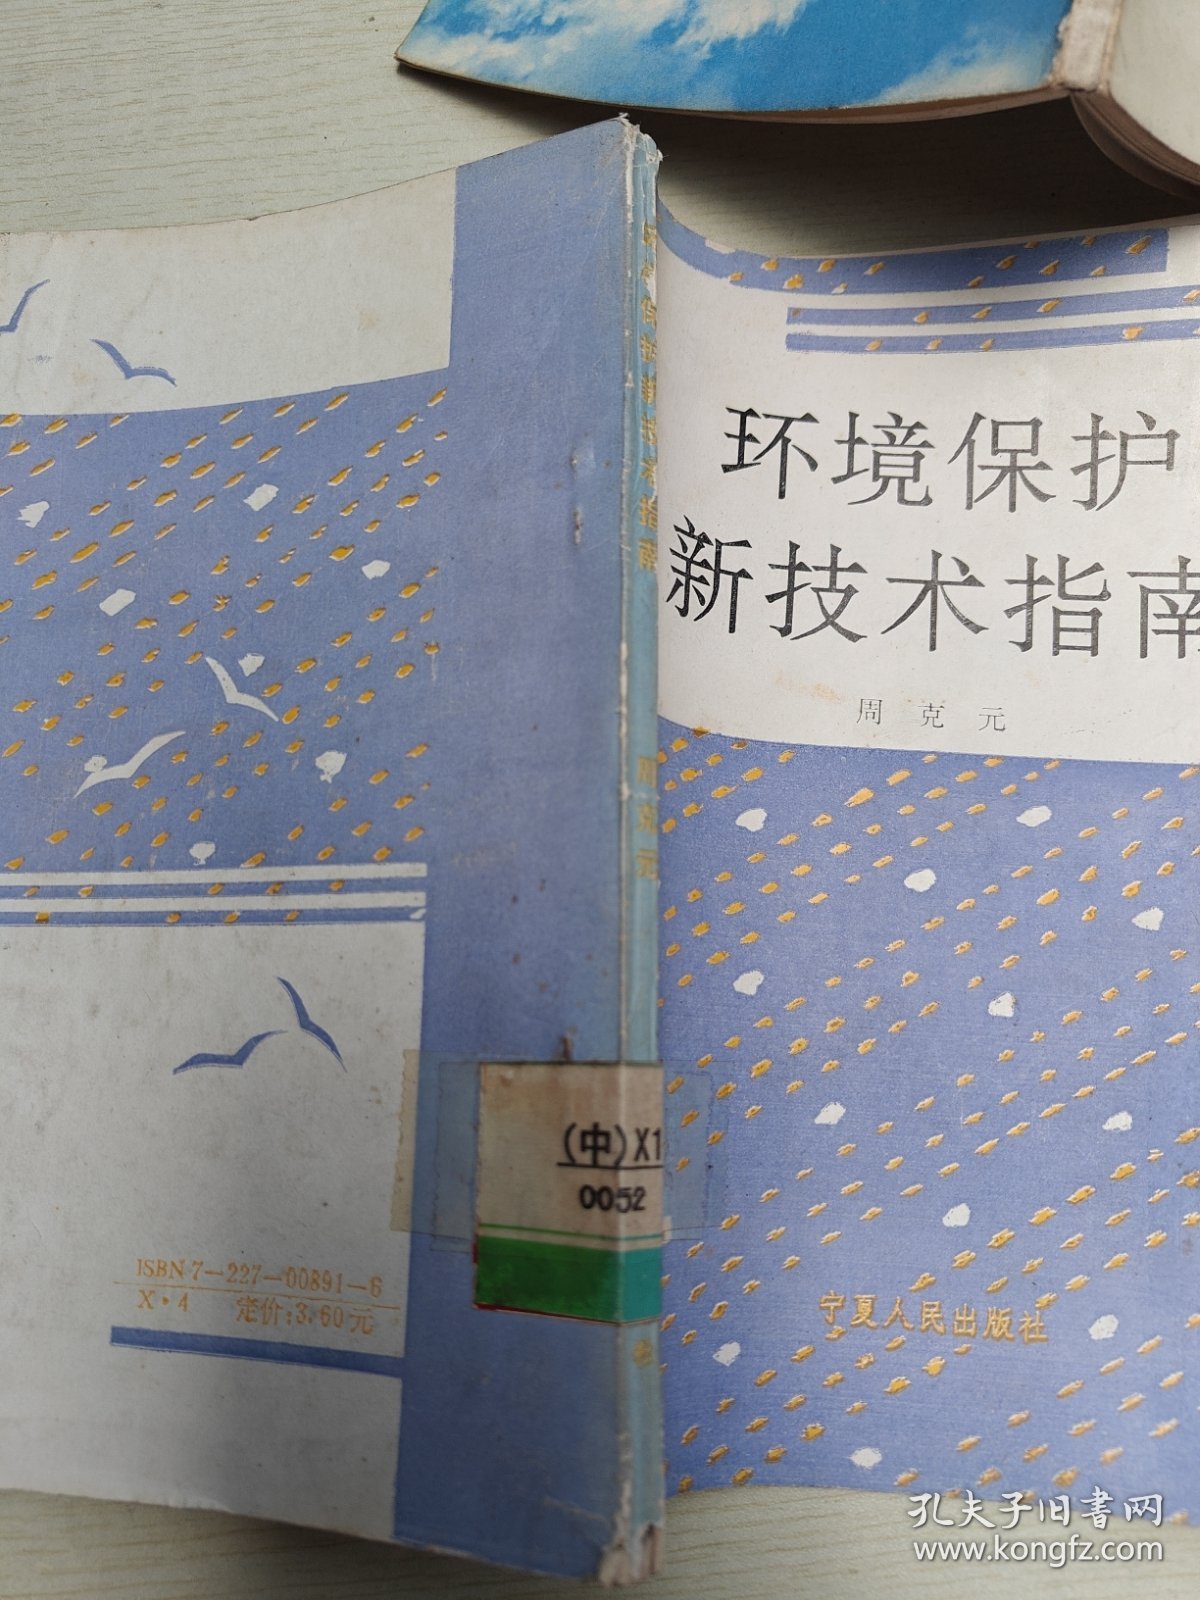 环境保护
新技术指南
周克元
宁夏人民出版社
环境保护新技术指南
周克元
社
(中)X1
0052
ISBN 7-227-00891-6
X·4 定价:3.60元
孔夫子旧书网
www.kongfz.com